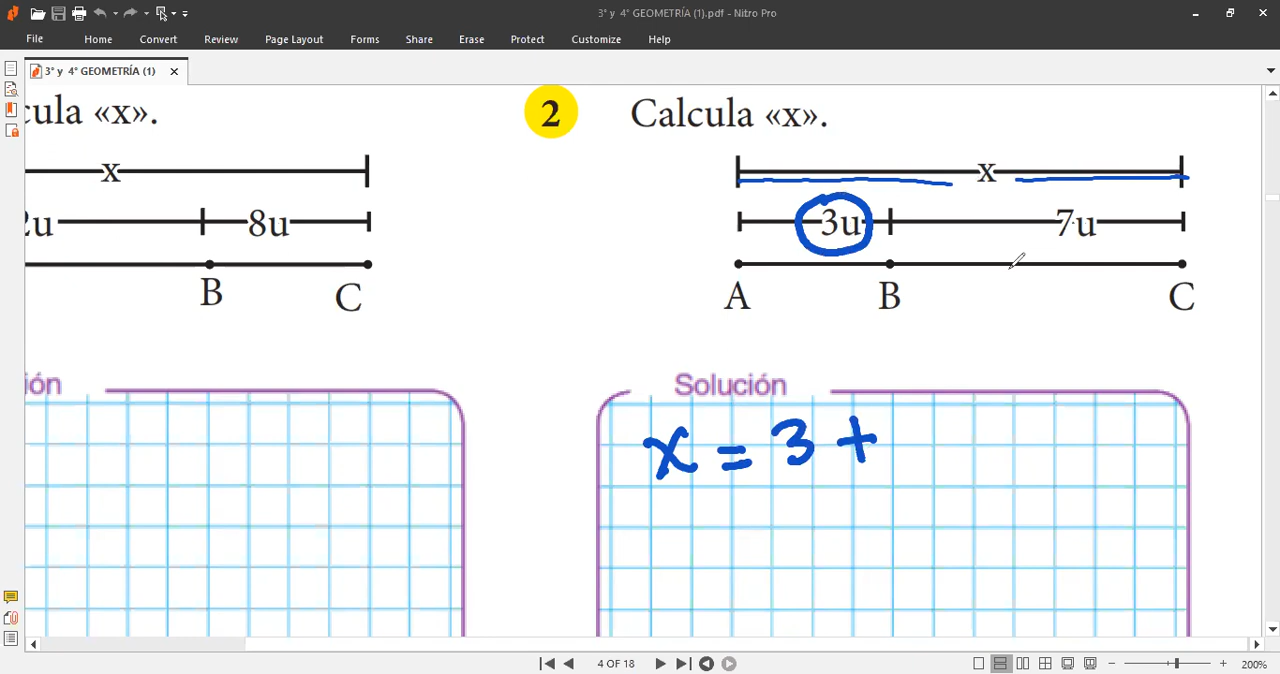 3° y 4° GEOMETRÍA (1).pdf - Nitro Pro
File Home Convert Review Page Layout Forms Share Erase Protect Customize Help
3° y 4° GEOMETRÍA (1)
cula «x».
x
2u 8u
B C
ión
2 Calcula «x».
x
3u 7u
A B C
Solución
x = 3 +
4 OF 18
200%